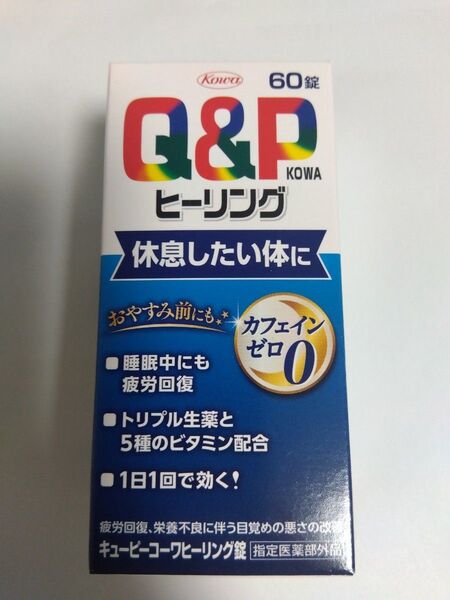 Kowa
60錠
Q&P
KOWA
ヒーリング
休息したい体に
おやすみ前にも
カフェイン
ゼロ0
■睡眠中にも
疲労回復
■トリプル生薬と
5種のビタミン配合
■1日1回で効く!
疲労回復、栄養不良に伴う目覚めの悪さの改善
キューピーコーワヒーリング錠 指定医薬部外品